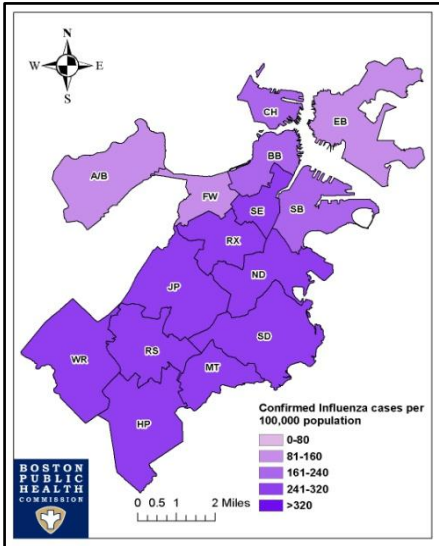 N
W E
S
CH
EB
BB
A/B
FW
SE
SB
RX
ND
JP
SD
WR
RS
MT
HP
Confirmed Influenza cases per
100,000 population
0-80
81-160
161-240
241-320
>320
BOSTON
PUBLIC
HEALTH
COMMISSION
0 0.5 1 2 Miles